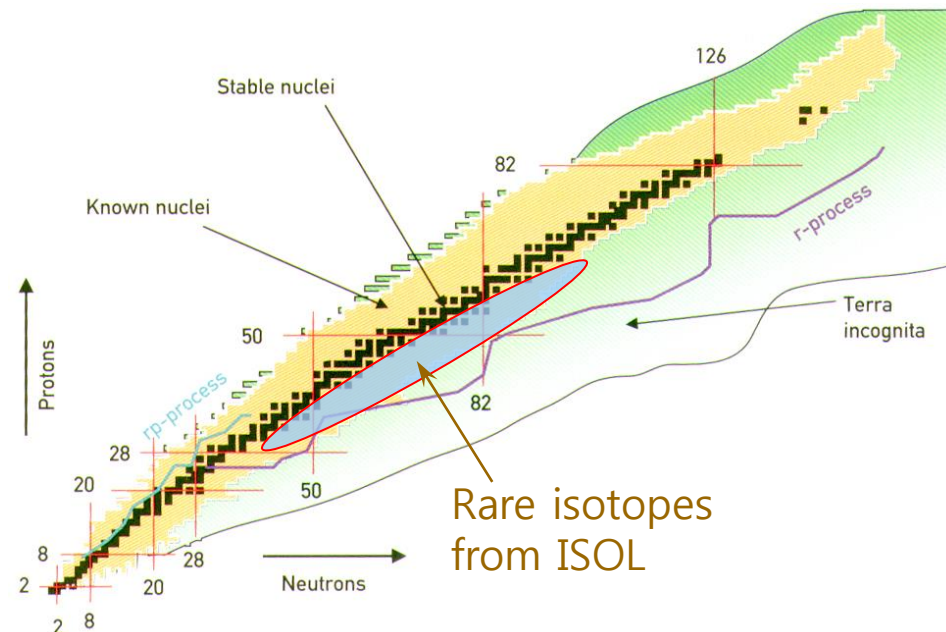 126
Stable nuclei
82
Known nuclei
r-process
50
Terra
incognita
Protons
rp-process
82
28
20
50
Rare isotopes
from ISOL
8
28
Neutrons
20
2
2
8